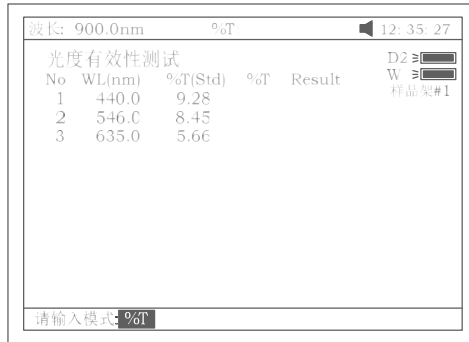 波长: 900.0nm %T 12: 35: 27
光度有效性测试 D2
No WL(nm) %T(Std) %T Result W
1 440.0 9.28 样品架#1
2 546.0 8.45
3 635.0 5.66
请输入模式:%T